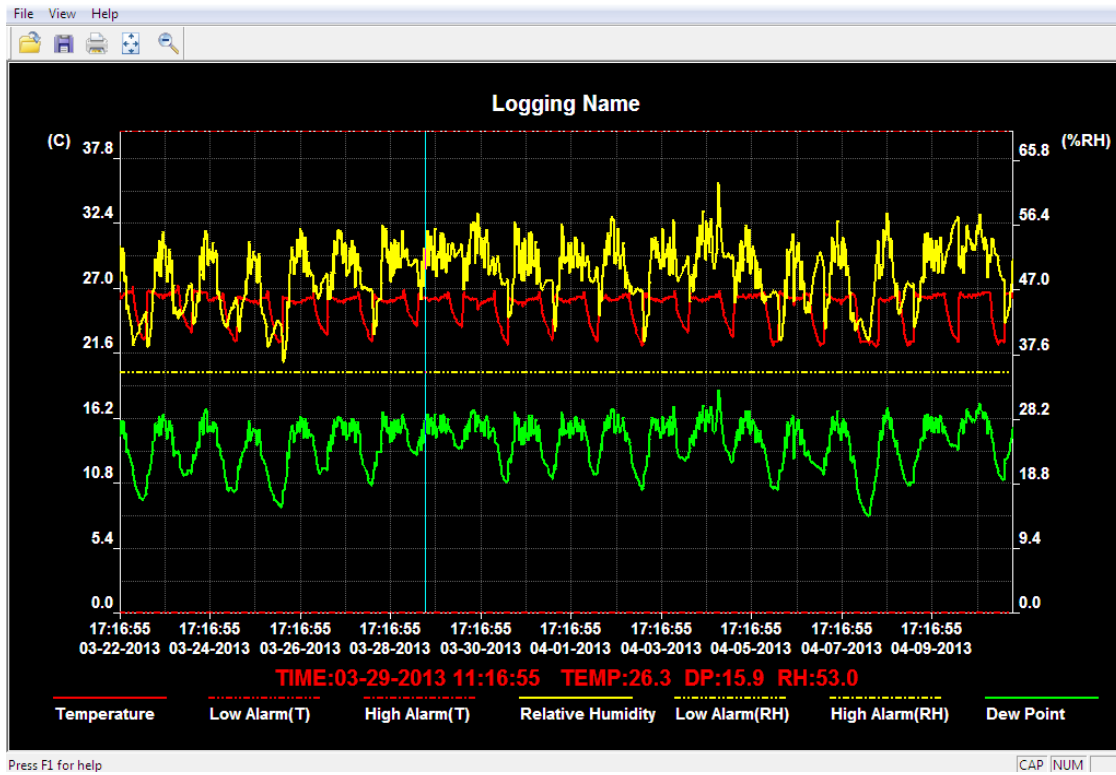 File View Help
Logging Name
(C)
37.8
32.4
27.0
21.6
16.2
10.8
5.4
0.0
65.8 (%RH)
56.4
47.0
37.6
28.2
18.8
9.4
0.0
17:16:55 17:16:55 17:16:55 17:16:55 17:16:55 17:16:55 17:16:55 17:16:55 17:16:55 17:16:55
03-22-2013 03-24-2013 03-26-2013 03-28-2013 03-30-2013 04-01-2013 04-03-2013 04-05-2013 04-07-2013 04-09-2013
TIME:03-29-2013 11:16:55 TEMP:26.3 DP:15.9 RH:53.0
Temperature Low Alarm(T) High Alarm(T) Relative Humidity Low Alarm(RH) High Alarm(RH) Dew Point
Press F1 for help CAP NUM